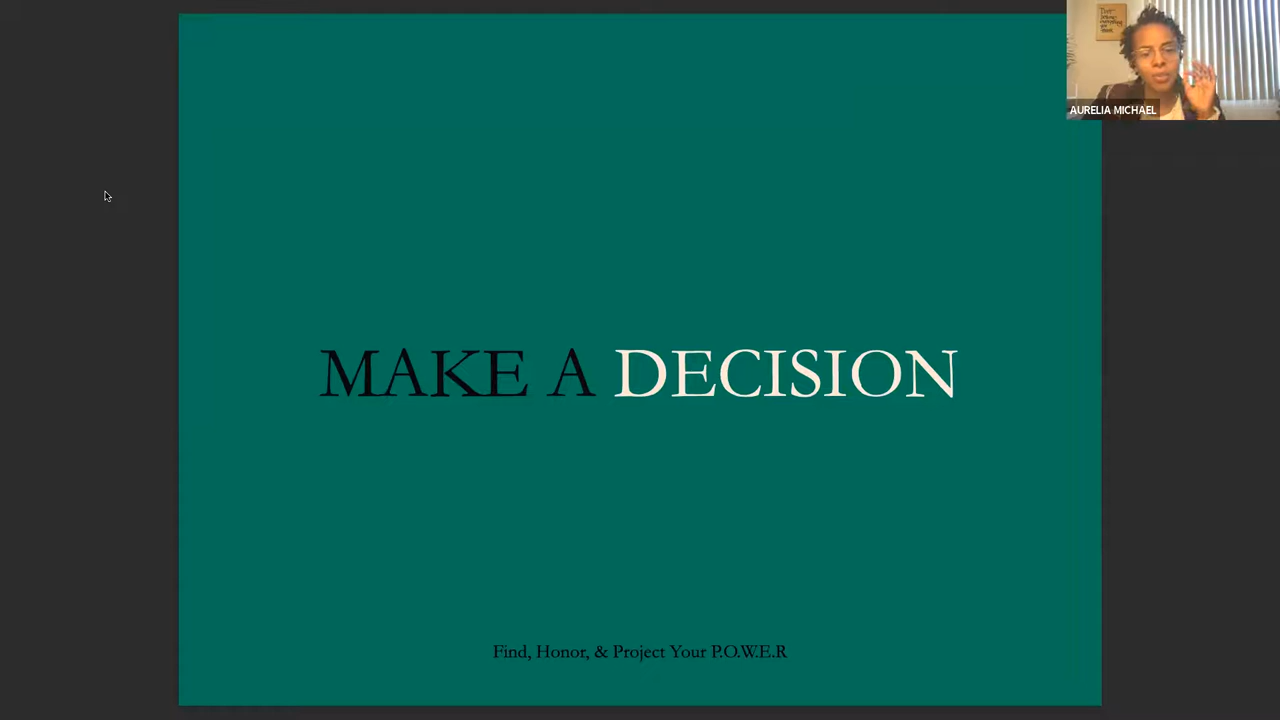 AURELIA MICHAEL
MAKE A DECISION
Find, Honor, & Project Your P.O.W.E.R